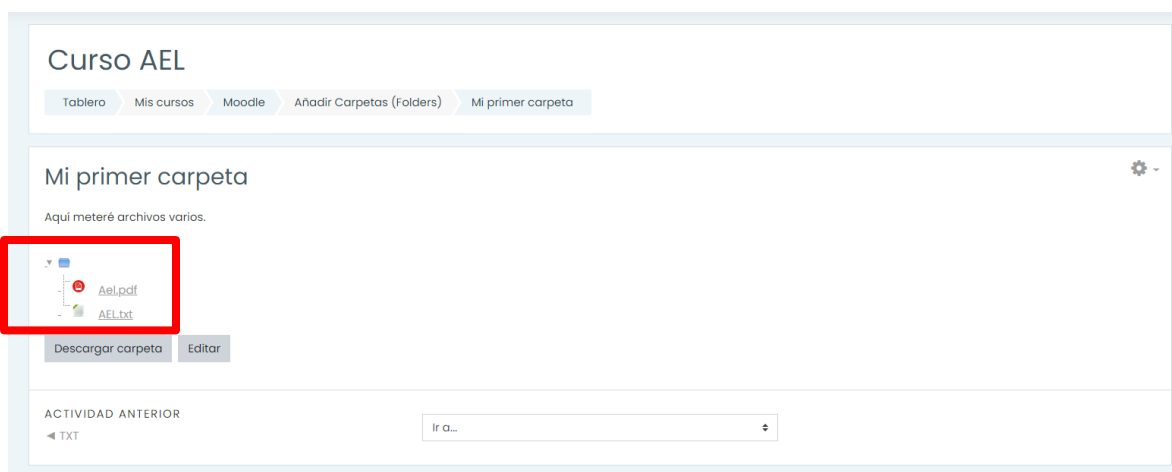 Curso AEL
Tablero Mis cursos Moodle Añadir Carpetas (Folders) Mi primer carpeta
Mi primer carpeta
Aquí meteré archivos varios.
Ael.pdf
AEL.txt
Descargar carpeta Editar
ACTIVIDAD ANTERIOR
◄ TXT
Ir a...